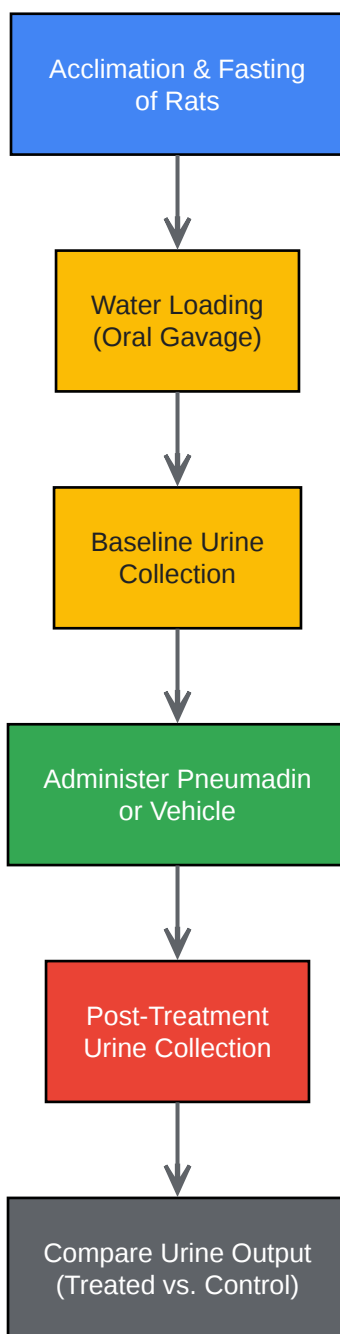 Acclimation & Fasting
of Rats
Water Loading
(Oral Gavage)
Baseline Urine
Collection
Administer Pneumadin
or Vehicle
Post-Treatment
Urine Collection
Compare Urine Output
(Treated vs. Control)